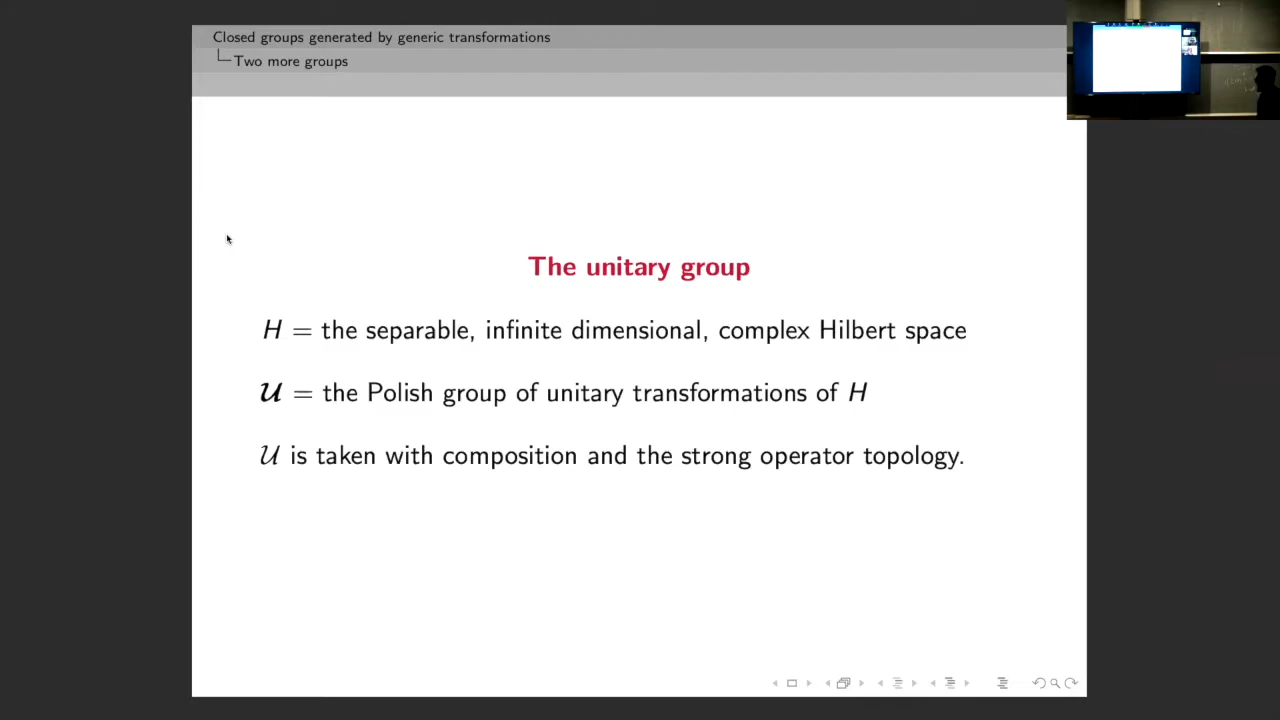 Closed groups generated by generic transformations
Two more groups
The unitary group
H = the separable, infinite dimensional, complex Hilbert space
𝓤 = the Polish group of unitary transformations of H
𝒰 is taken with composition and the strong operator topology.